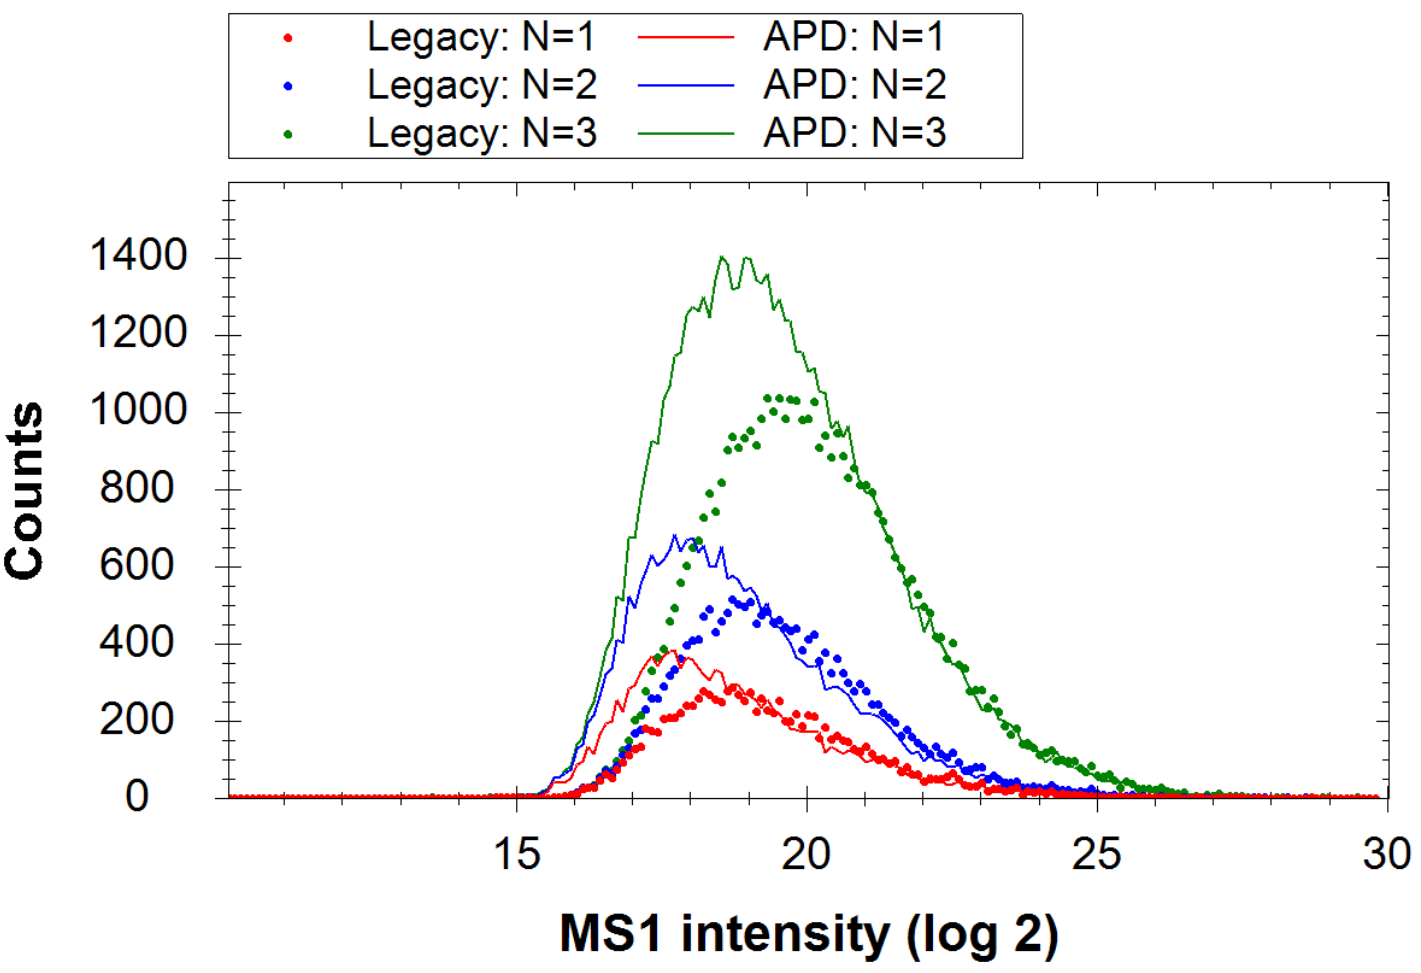 Legacy: N=1 APD: N=1
Legacy: N=2 APD: N=2
Legacy: N=3 APD: N=3
1400
1200
1000
800
600
400
200
0
Counts
15 20 25 30
MS1 intensity (log 2)